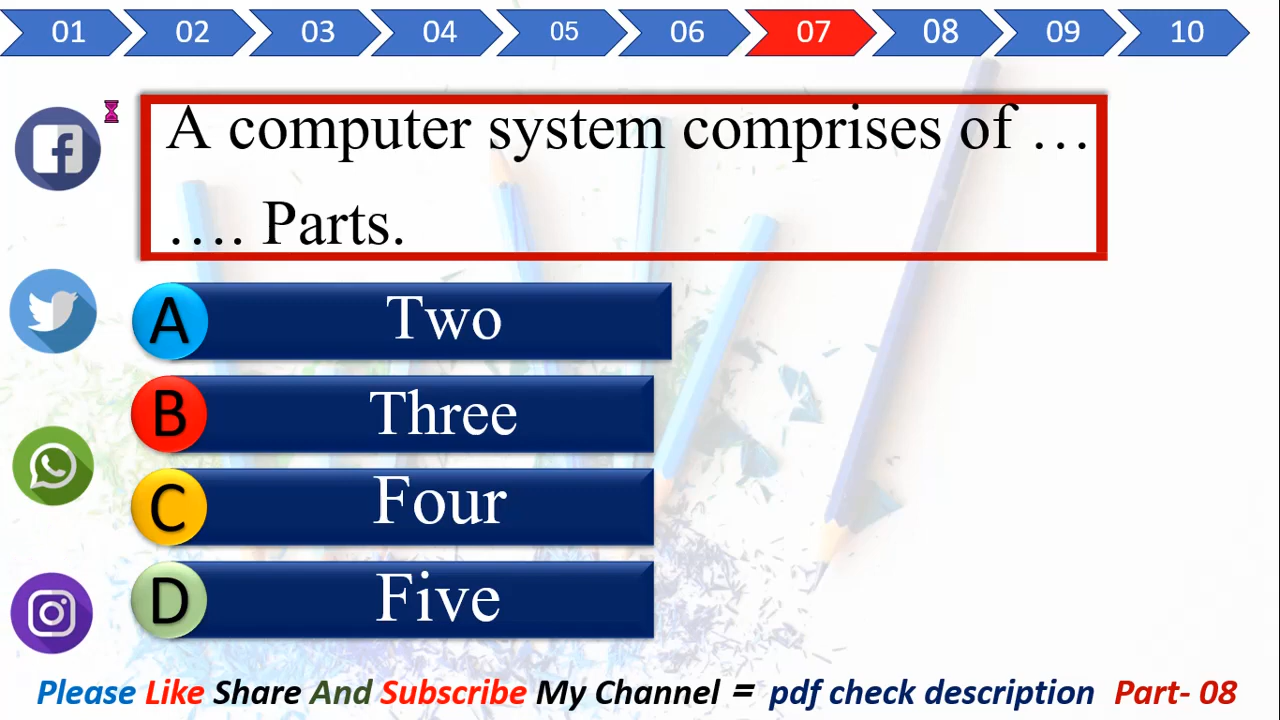 01 02 03 04 05 06 07 08 09 10
A computer system comprises of …
…. Parts.
A Two
B Three
C Four
D Five
Please Like Share And Subscribe My Channel = pdf check description Part- 08